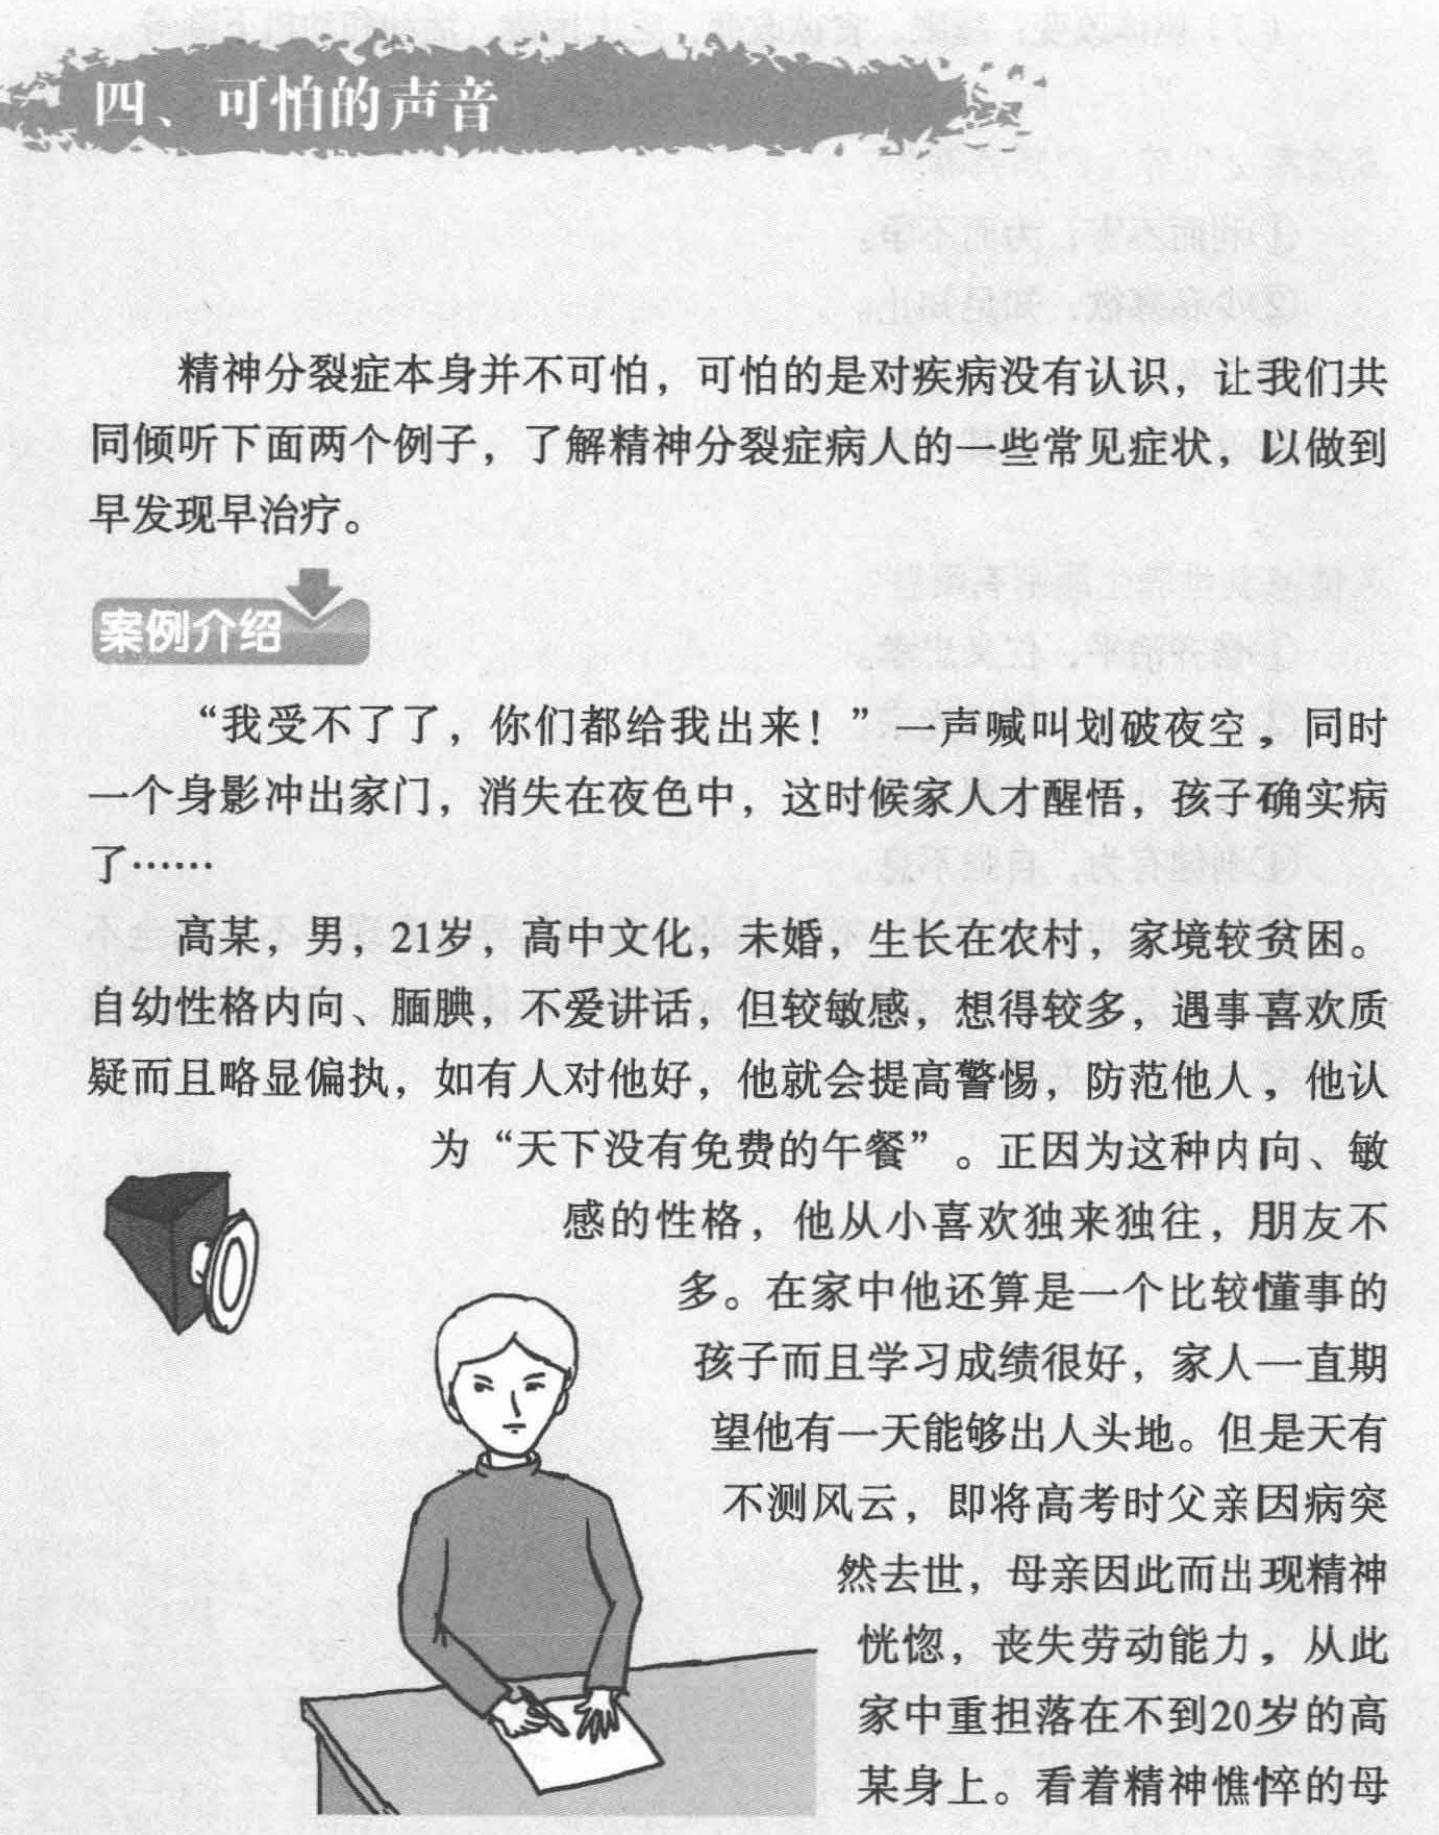 四、可怕的声音
精神分裂症本身并不可怕，可怕的是对疾病没有认识，让我们共
同倾听下面两个例子，了解精神分裂症病人的一些常见症状，以做到
早发现早治疗。
案例介绍
“我受不了了，你们都给我出来！”一声喊叫划破夜空，同时
一个身影冲出家门，消失在夜色中，这时候家人才醒悟，孩子确实病
了……
高某，男，21岁，高中文化，未婚，生长在农村，家境较贫困。
自幼性格内向、腼腆，不爱讲话，但较敏感，想得较多，遇事喜欢质
疑而且略显偏执，如有人对他好，他就会提高警惕，防范他人，他认
为“天下没有免费的午餐”。正因为这种内向、敏
感的性格，他从小喜欢独来独往，朋友不
多。在家中他还算是一个比较懂事的
孩子而且学习成绩很好，家人一直期
望他有一天能够出人头地。但是天有
不测风云，即将高考时父亲因病突
然去世，母亲因此而出现精神
恍惚，丧失劳动能力，从此
家中重担落在不到20岁的高
某身上。看着精神憔悴的母